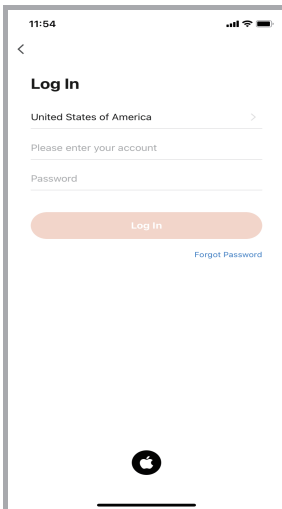 11:54
Log In
United States of America
Please enter your account
Password
Log In
Forgot Password